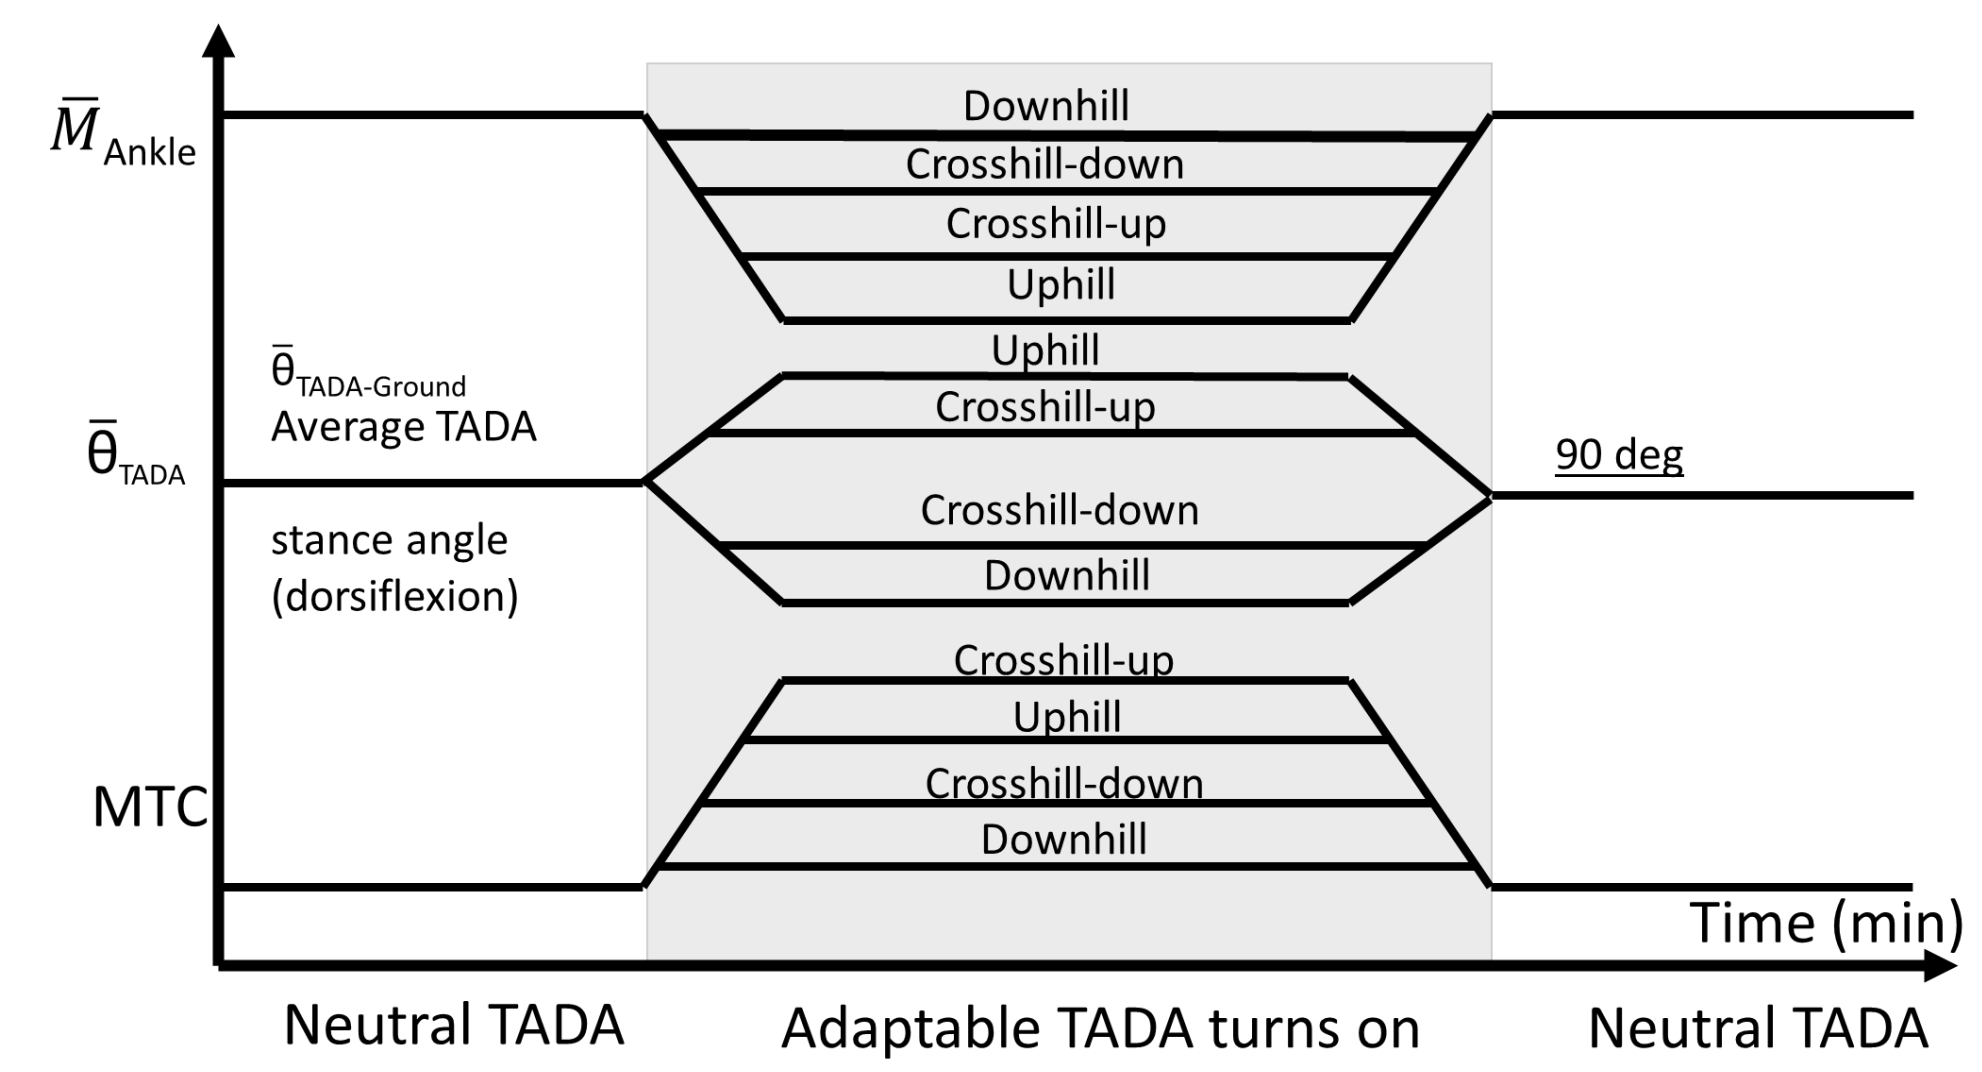 Downhill
M̅ Ankle
Crosshill-down
Crosshill-up
Uphill
Uphill
θ̅TADA-Ground
Average TADA
Crosshill-up
θ̅TADA
90 deg
Crosshill-down
stance angle
(dorsiflexion)
Downhill
Crosshill-up
Uphill
Crosshill-down
MTC
Downhill
Time (min)
Neutral TADA
Adaptable TADA turns on
Neutral TADA